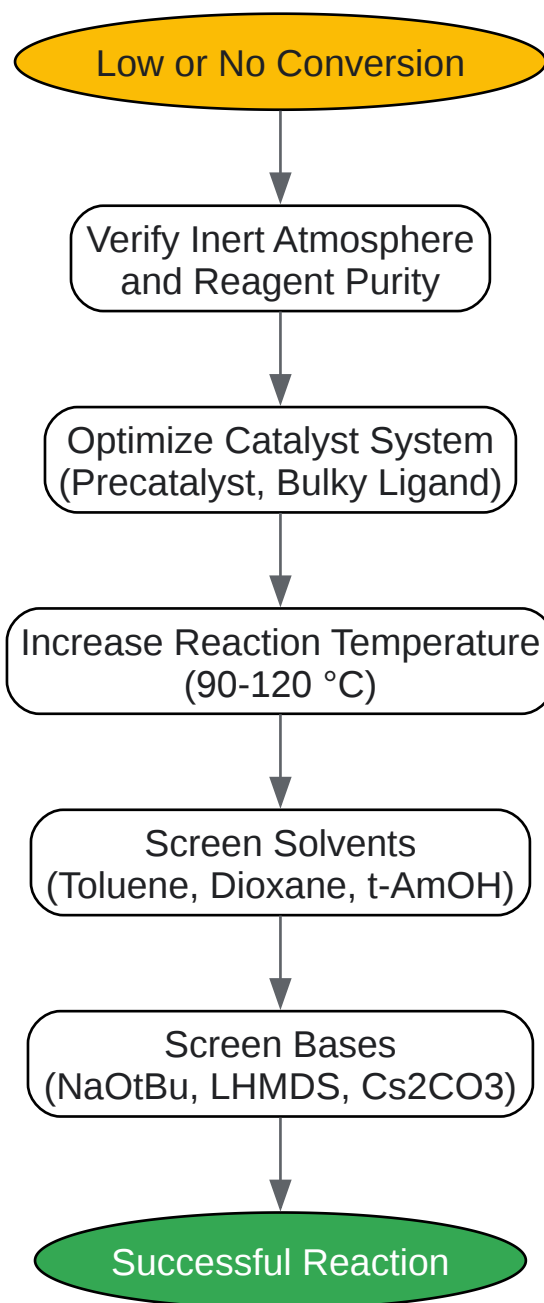 Low or No Conversion
Verify Inert Atmosphere
and Reagent Purity
Optimize Catalyst System
(Precatalyst, Bulky Ligand)
Increase Reaction Temperature
(90-120 °C)
Screen Solvents
(Toluene, Dioxane, t-AmOH)
Screen Bases
(NaOtBu, LHMDS, Cs2CO3)
Successful Reaction